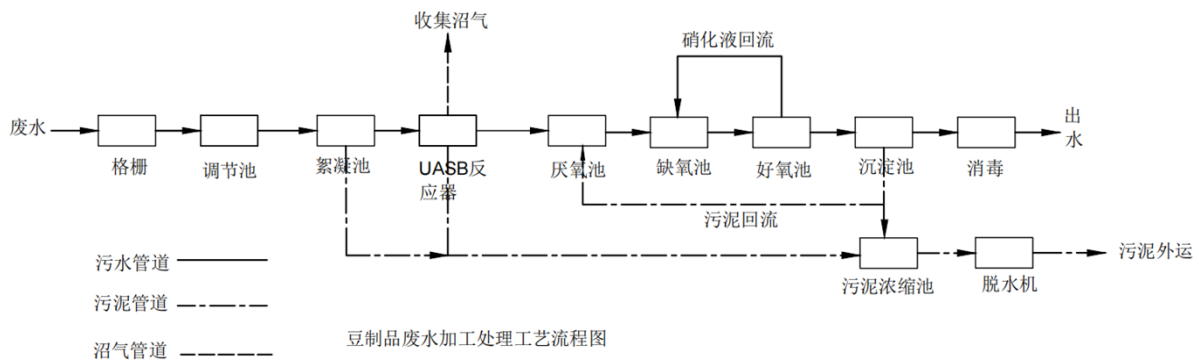 收集沼气
硝化液回流
废水
出
水
格栅
调节池
絮凝池
UASB反
应器
厌氧池
缺氧池
好氧池
沉淀池
消毒
污泥回流
污水管道
污泥浓缩池
脱水机
污泥外运
污泥管道
沼气管道
豆制品废水加工处理工艺流程图